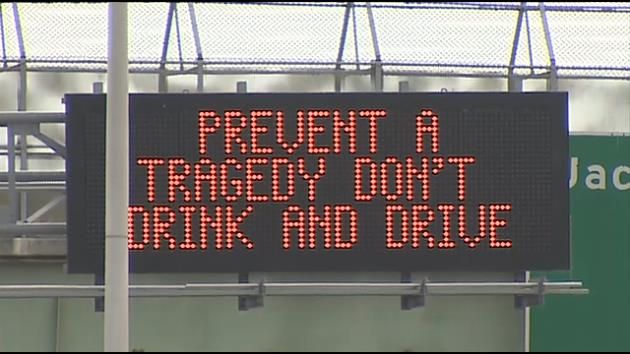 PREVENT A
TRAGEDY DON'T
DRINK AND DRIVE